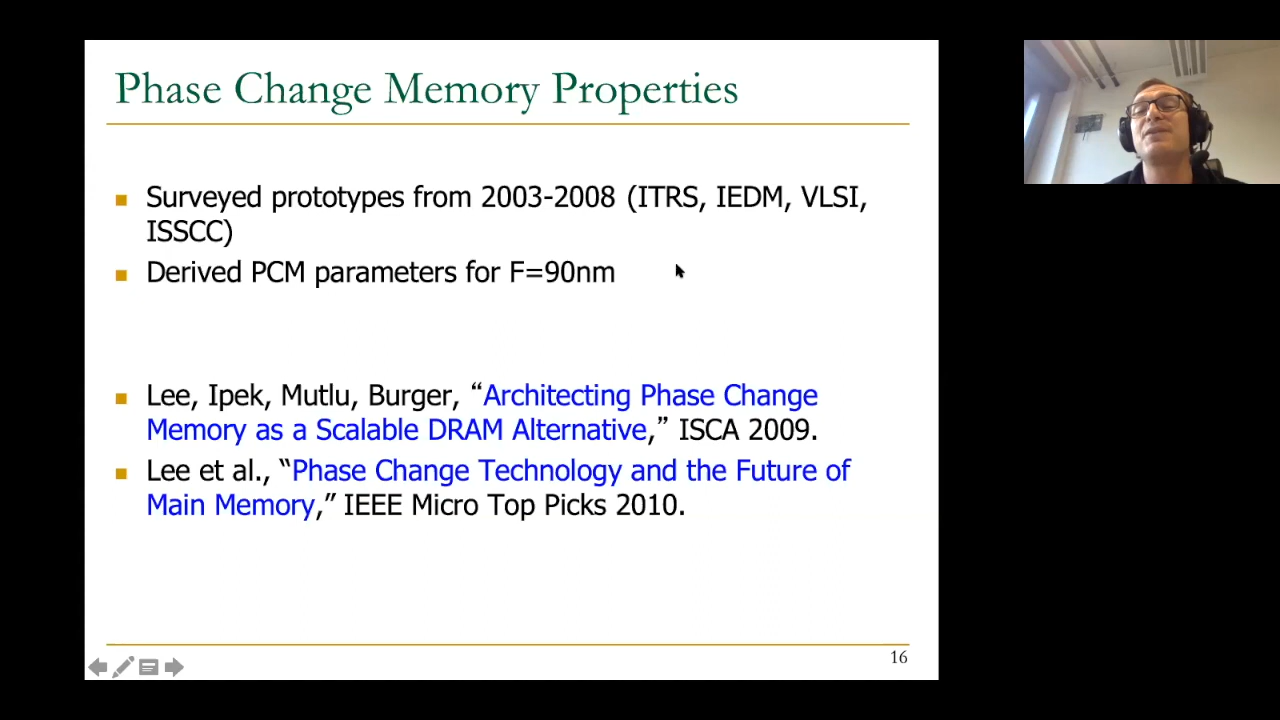 Phase Change Memory Properties
Surveyed prototypes from 2003-2008 (ITRS, IEDM, VLSI,
ISSCC)
Derived PCM parameters for F=90nm
Lee, Ipek, Mutlu, Burger, “Architecting Phase Change
Memory as a Scalable DRAM Alternative,” ISCA 2009.
Lee et al., “Phase Change Technology and the Future of
Main Memory,” IEEE Micro Top Picks 2010.
16